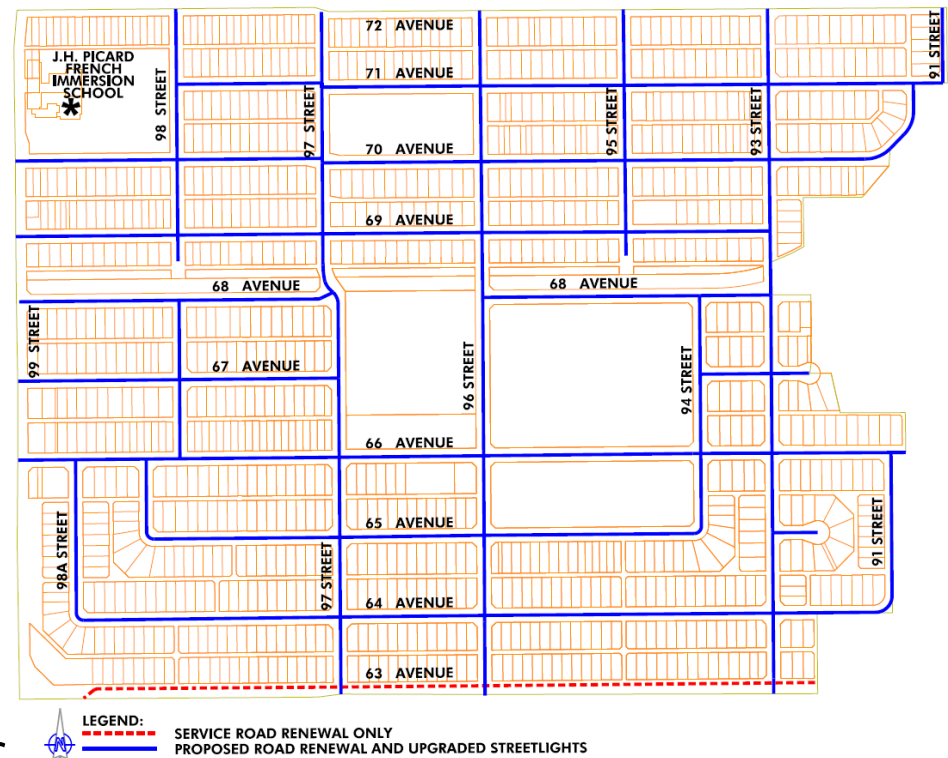 72 AVENUE
91 STREET
J.H. PICARD
FRENCH
IMMERSION
SCHOOL
*
98 STREET
71 AVENUE
97 STREET
95 STREET
93 STREET
70 AVENUE
69 AVENUE
68 AVENUE
68 AVENUE
99 STREET
67 AVENUE
96 STREET
94 STREET
66 AVENUE
65 AVENUE
98A STREET
97 STREET
91 STREET
64 AVENUE
63 AVENUE
N
LEGEND:
SERVICE ROAD RENEWAL ONLY
PROPOSED ROAD RENEWAL AND UPGRADED STREETLIGHTS